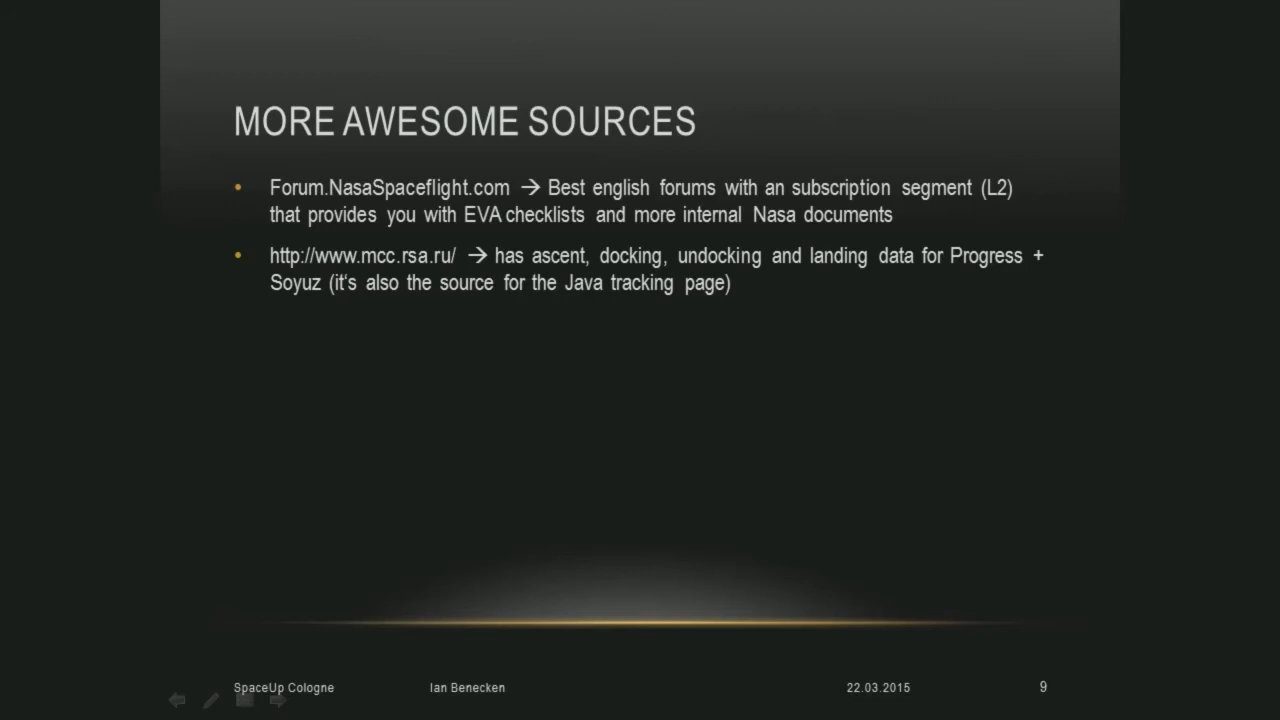 MORE AWESOME SOURCES
• Forum.NasaSpaceflight.com → Best english forums with an subscription segment (L2)
that provides you with EVA checklists and more internal Nasa documents
• http://www.mcc.rsa.ru/ → has ascent, docking, undocking and landing data for Progress +
Soyuz (it‘s also the source for the Java tracking page)
SpaceUp Cologne Ian Benecken 22.03.2015 9